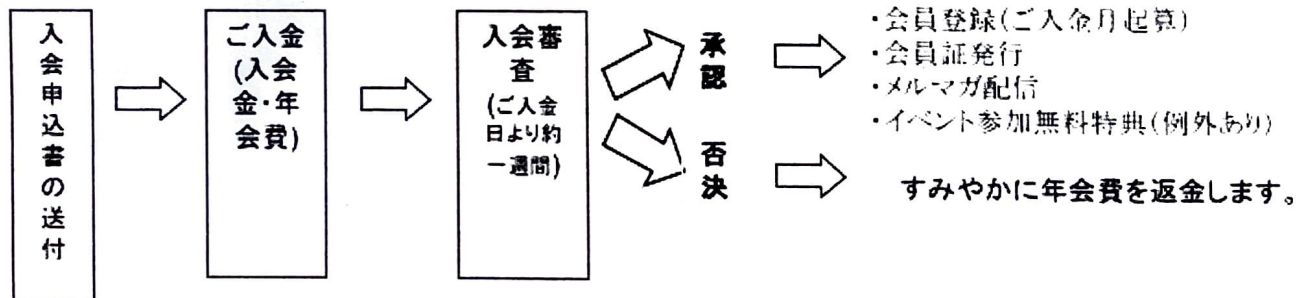 入会申込書の送付
ご入金
(入会
金・年
会費)
入会審
査
(ご入金
日より約
一週間)
承認
否決
・会員登録(ご入金月起算)
・会員証発行
・メルマガ配信
・イベント参加無料特典(例外あり)
すみやかに年会費を返金します。